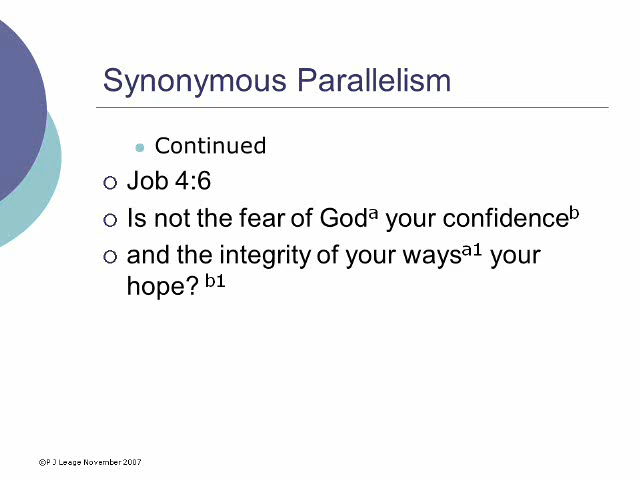 Synonymous Parallelism
Continued
Job 4:6
Is not the fear of Godᵃ your confidenceᵇ
and the integrity of your waysᵃ¹ your
hope? ᵇ¹
©P J Leage November 2007